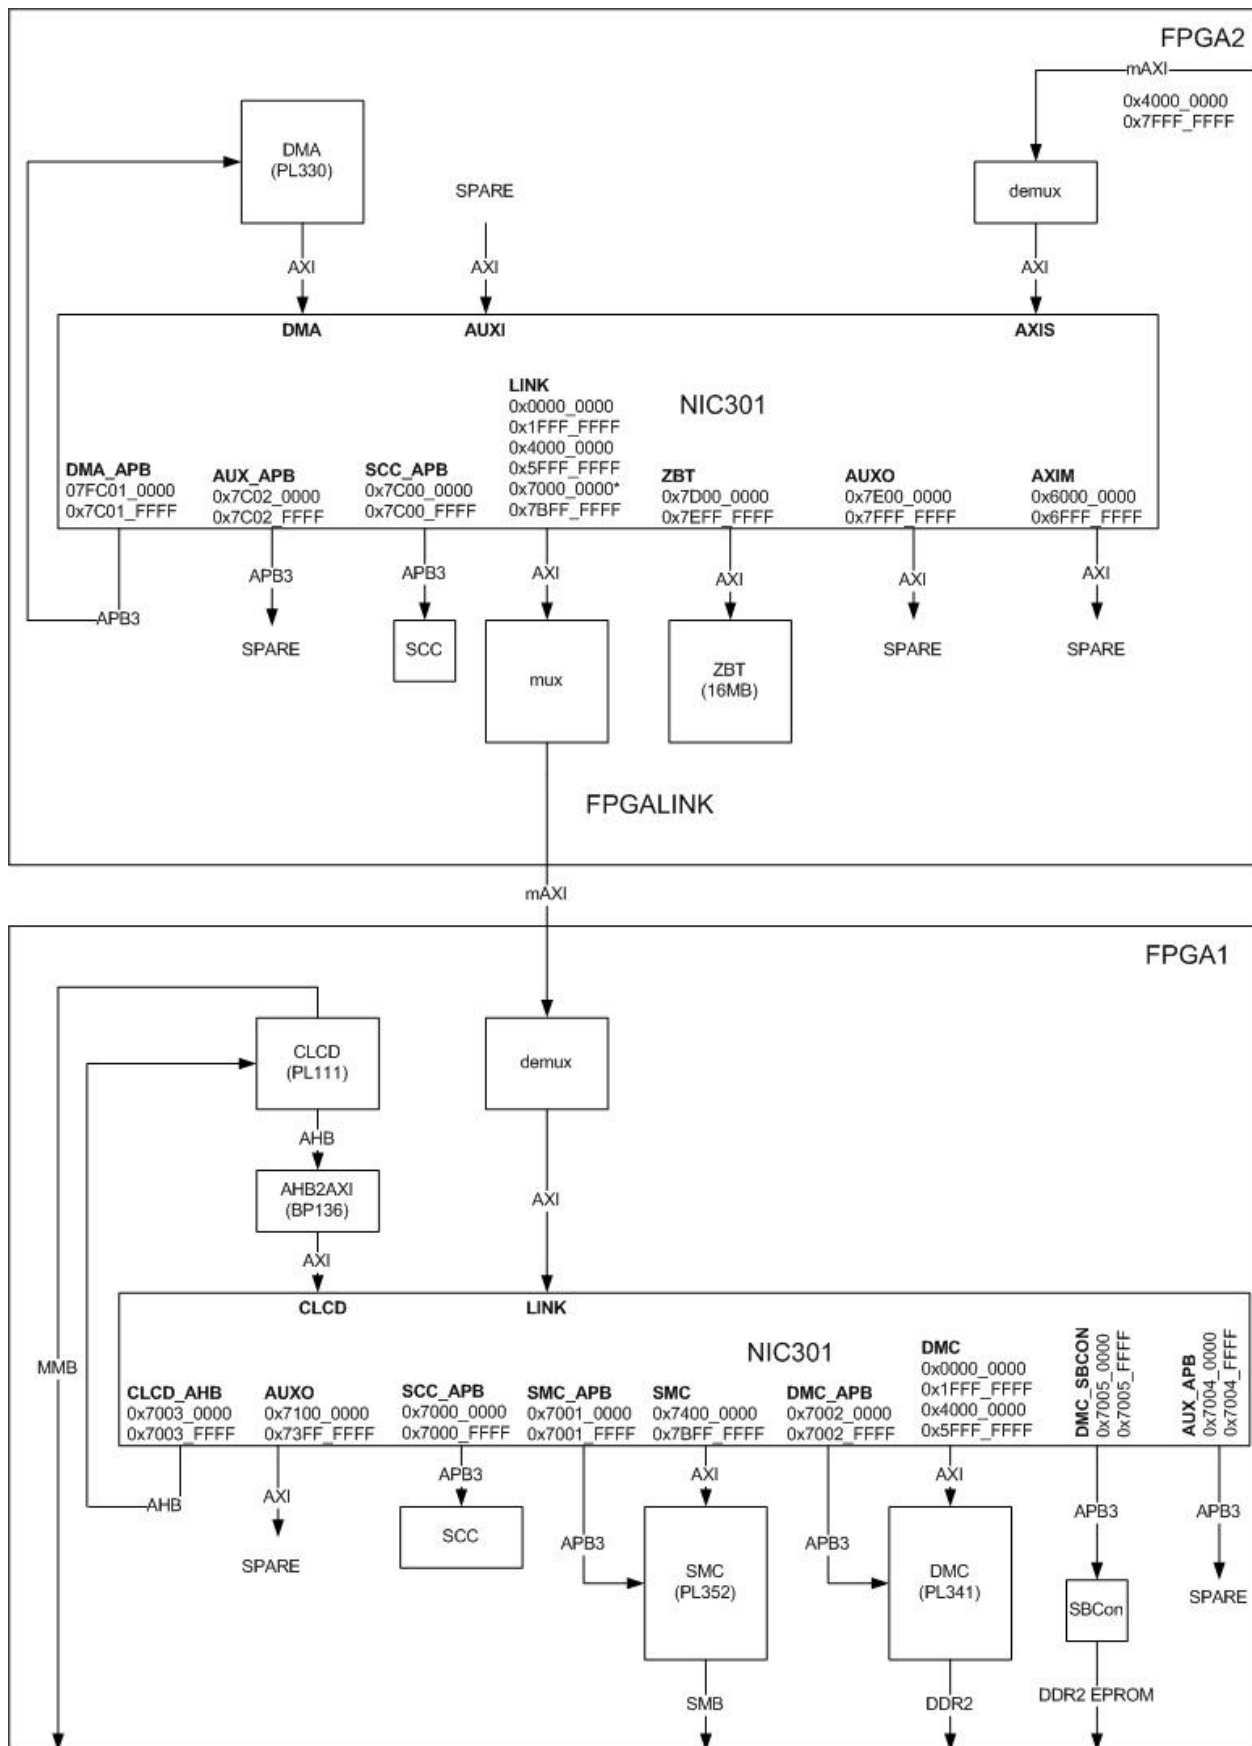 FPGA2
mAXI
0x4000_0000
0x7FFF_FFFF
DMA
(PL330)
SPARE
demux
AXI
AXI
AXI
DMA
AUXI
AXIS
NIC301
LINK
0x0000_0000
0x1FFF_FFFF
0x4000_0000
0x5FFF_FFFF
0x7000_0000*
0x7BFF_FFFF
DMA_APB
07FC01_0000
0x7C01_FFFF
AUX_APB
0x7C02_0000
0x7C02_FFFF
SCC_APB
0x7C00_0000
0x7C00_FFFF
ZBT
0x7D00_0000
0x7EFF_FFFF
AUXO
0x7E00_0000
0x7FFF_FFFF
AXIM
0x6000_0000
0x6FFF_FFFF
APB3
APB3
APB3
AXI
AXI
AXI
AXI
SPARE
SCC
mux
ZBT
(16MB)
SPARE
SPARE
FPGALINK
mAXI
FPGA1
CLCD
(PL111)
demux
AHB
AHB2AXI
(BP136)
AXI
AXI
CLCD
LINK
MMB
NIC301
CLCD_AHB
0x7003_0000
0x7003_FFFF
AUXO
0x7100_0000
0x73FF_FFFF
SCC_APB
0x7000_0000
0x7000_FFFF
SMC_APB
0x7001_0000
0x7001_FFFF
SMC
0x7400_0000
0x7BFF_FFFF
DMC_APB
0x7002_0000
0x7002_FFFF
DMC
0x0000_0000
0x1FFF_FFFF
0x4000_0000
0x5FFF_FFFF
DMC_SBCON
0x7005_0000
0x7005_FFFF
AUX_APB
0x7004_0000
0x7004_FFFF
AHB
AXI
APB3
APB3
AXI
APB3
AXI
APB3
APB3
SPARE
SCC
SMC
(PL352)
DMC
(PL341)
SBCon
SPARE
SMB
DDR2
DDR2 EPROM